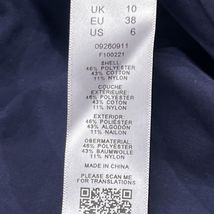 UK 10
EU 38
US 6
09260911
F100221
SHELL:
46% POLYESTER
43% COTTON
11% NYLON
COUCHE
EXTÉRIEURE:
46% POLYESTER
43% COTON
11% NYLON
EXTERIOR:
46% POLIÉSTER
43% ALGODÓN
11% NAILON
OBERMATERIAL:
46% POLYESTER
43% BAUMWOLLE
11% NYLON
MADE IN CHINA
PLEASE SCAN ME
FOR TRANSLATIONS